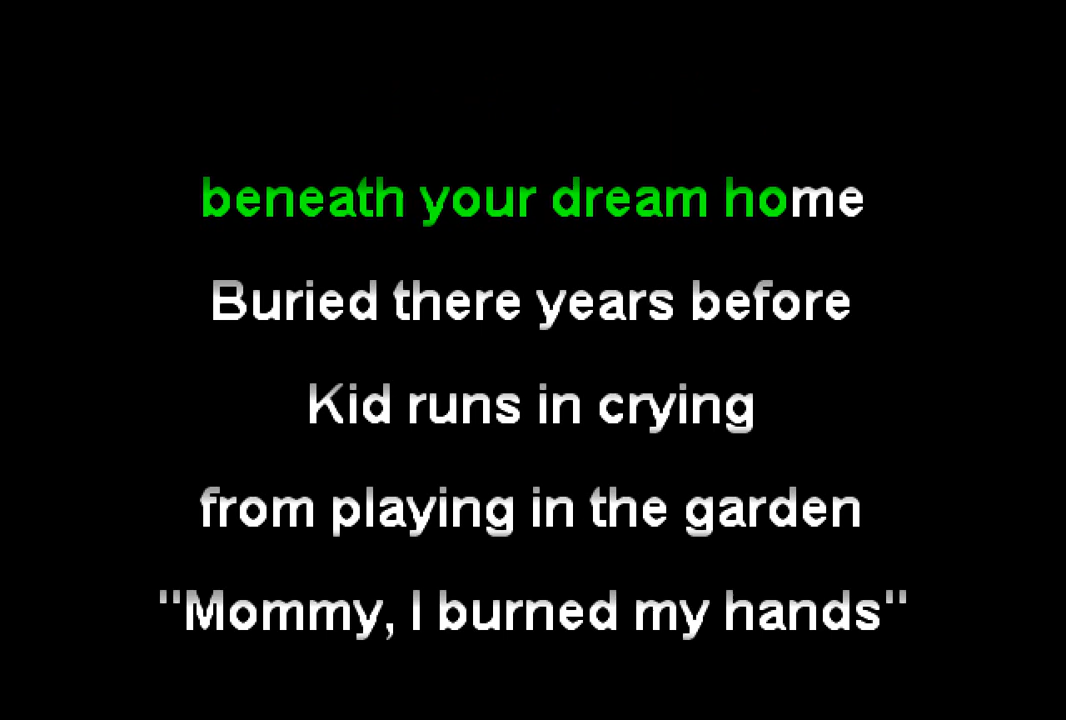 beneath your dream home
Buried there years before
Kid runs in crying
from playing in the garden
"Mommy, I burned my hands"